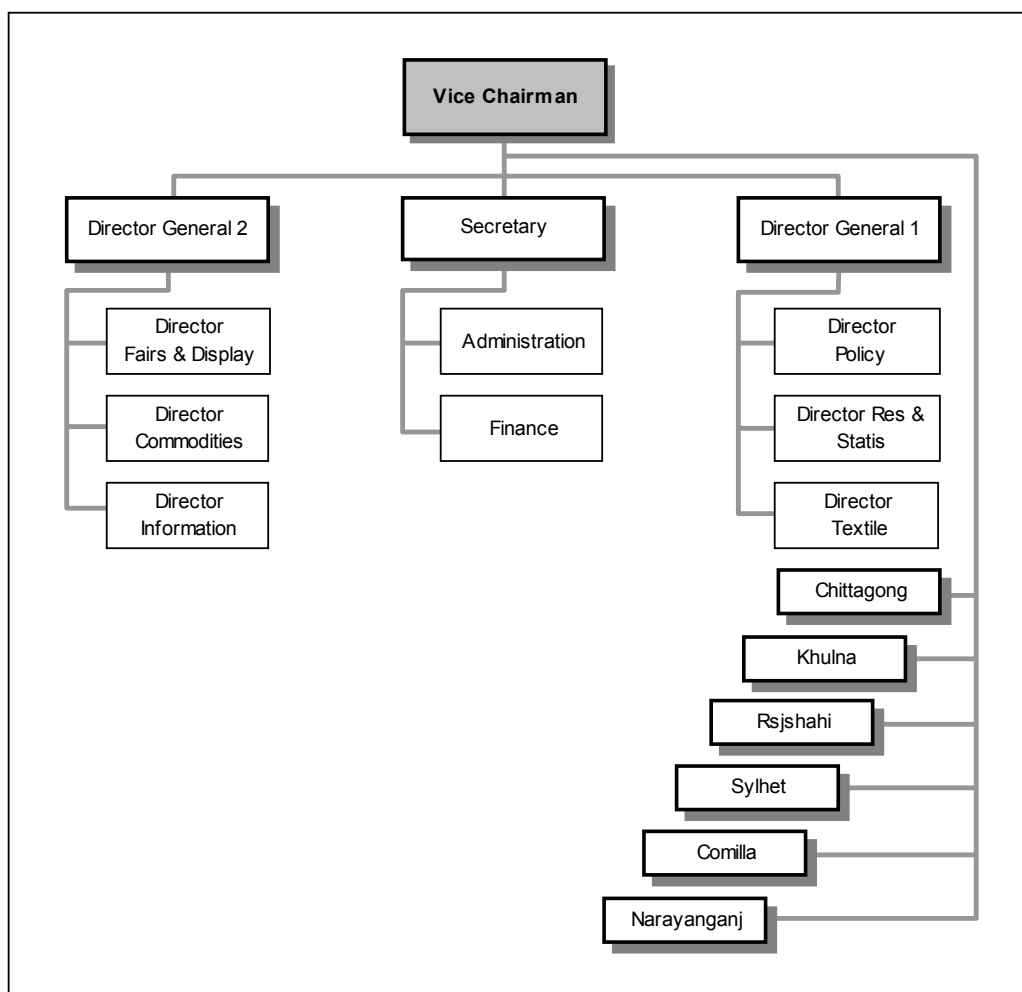 Vice Chairman
Director General 2
Secretary
Director General 1
Director
Fairs & Display
Administration
Director
Policy
Director
Commodities
Finance
Director Res &
Statis
Director
Information
Director
Textile
Chittagong
Khulna
Rsjshahi
Sylhet
Comilla
Narayanganj